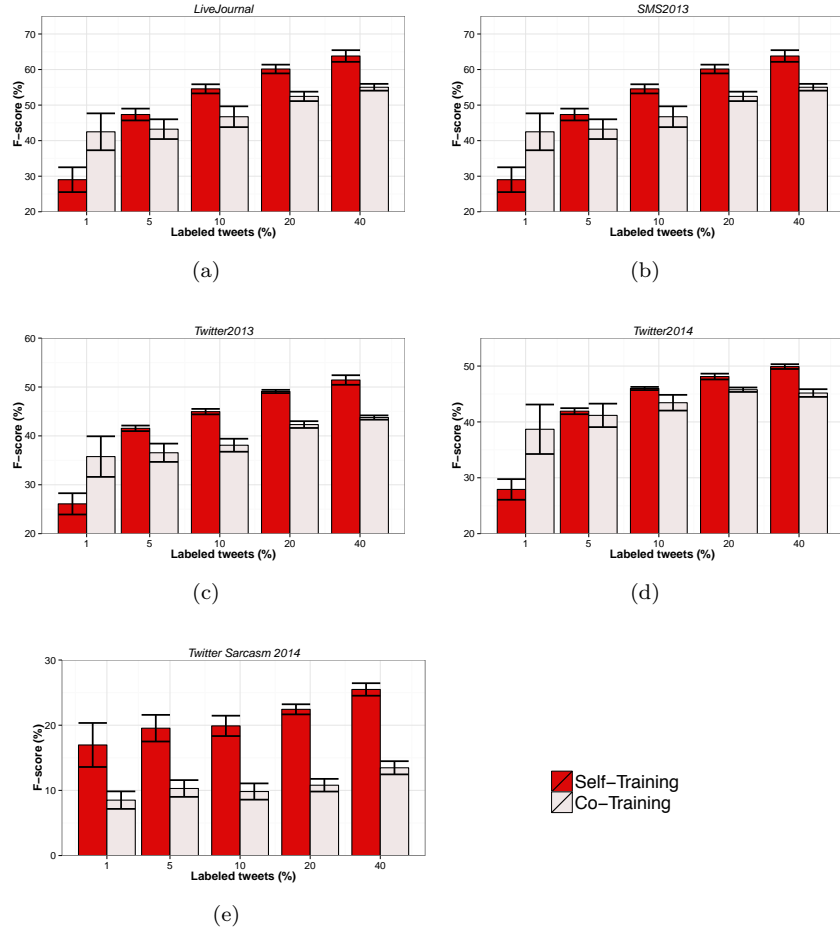 LiveJournal
F−score (%)
70
60
50
40
30
20
1 5 10 20 40
Labeled tweets (%)
(a)
SMS2013
F−score (%)
70
60
50
40
30
20
1 5 10 20 40
Labeled tweets (%)
(b)
Twitter2013
F−score (%)
60
50
40
30
20
1 5 10 20 40
Labeled tweets (%)
(c)
Twitter2014
F−score (%)
50
40
30
20
1 5 10 20 40
Labeled tweets (%)
(d)
Twitter Sarcasm 2014
F−score (%)
30
20
10
0
1 5 10 20 40
Labeled tweets (%)
(e)
Self−Training
Co−Training